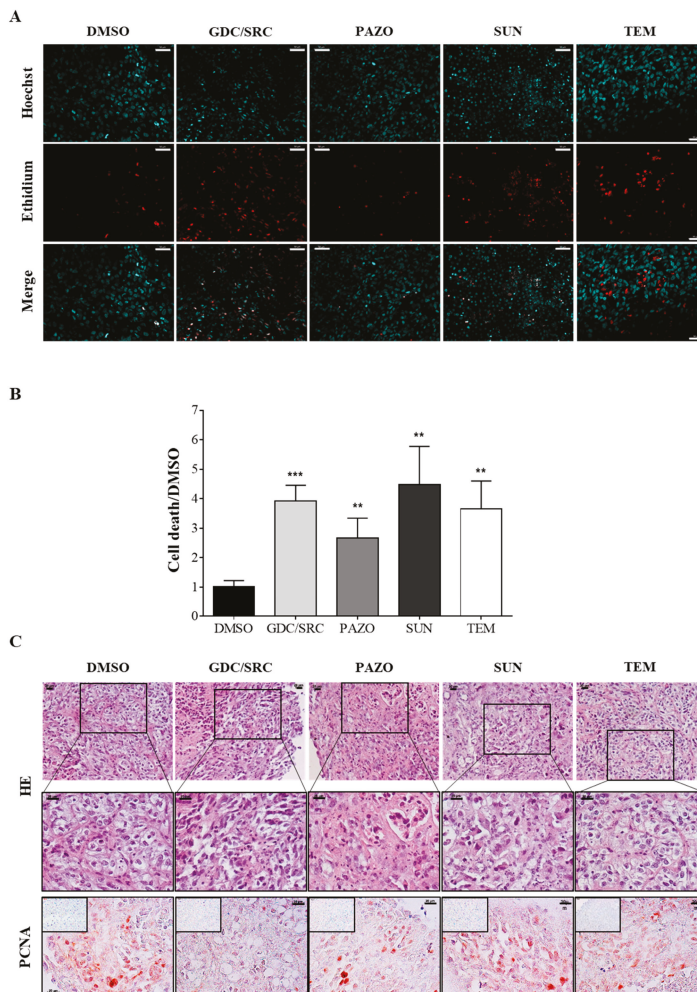 A
DMSO GDC/SRC PAZO SUN TEM
Hoechst
Ethidium
Merge
B
Cell death/DMSO
7
6
5
4
3
2
1
0
***
**
**
**
DMSO GDC/SRC PAZO SUN TEM
C
DMSO GDC/SRC PAZO SUN TEM
HE
PCNA